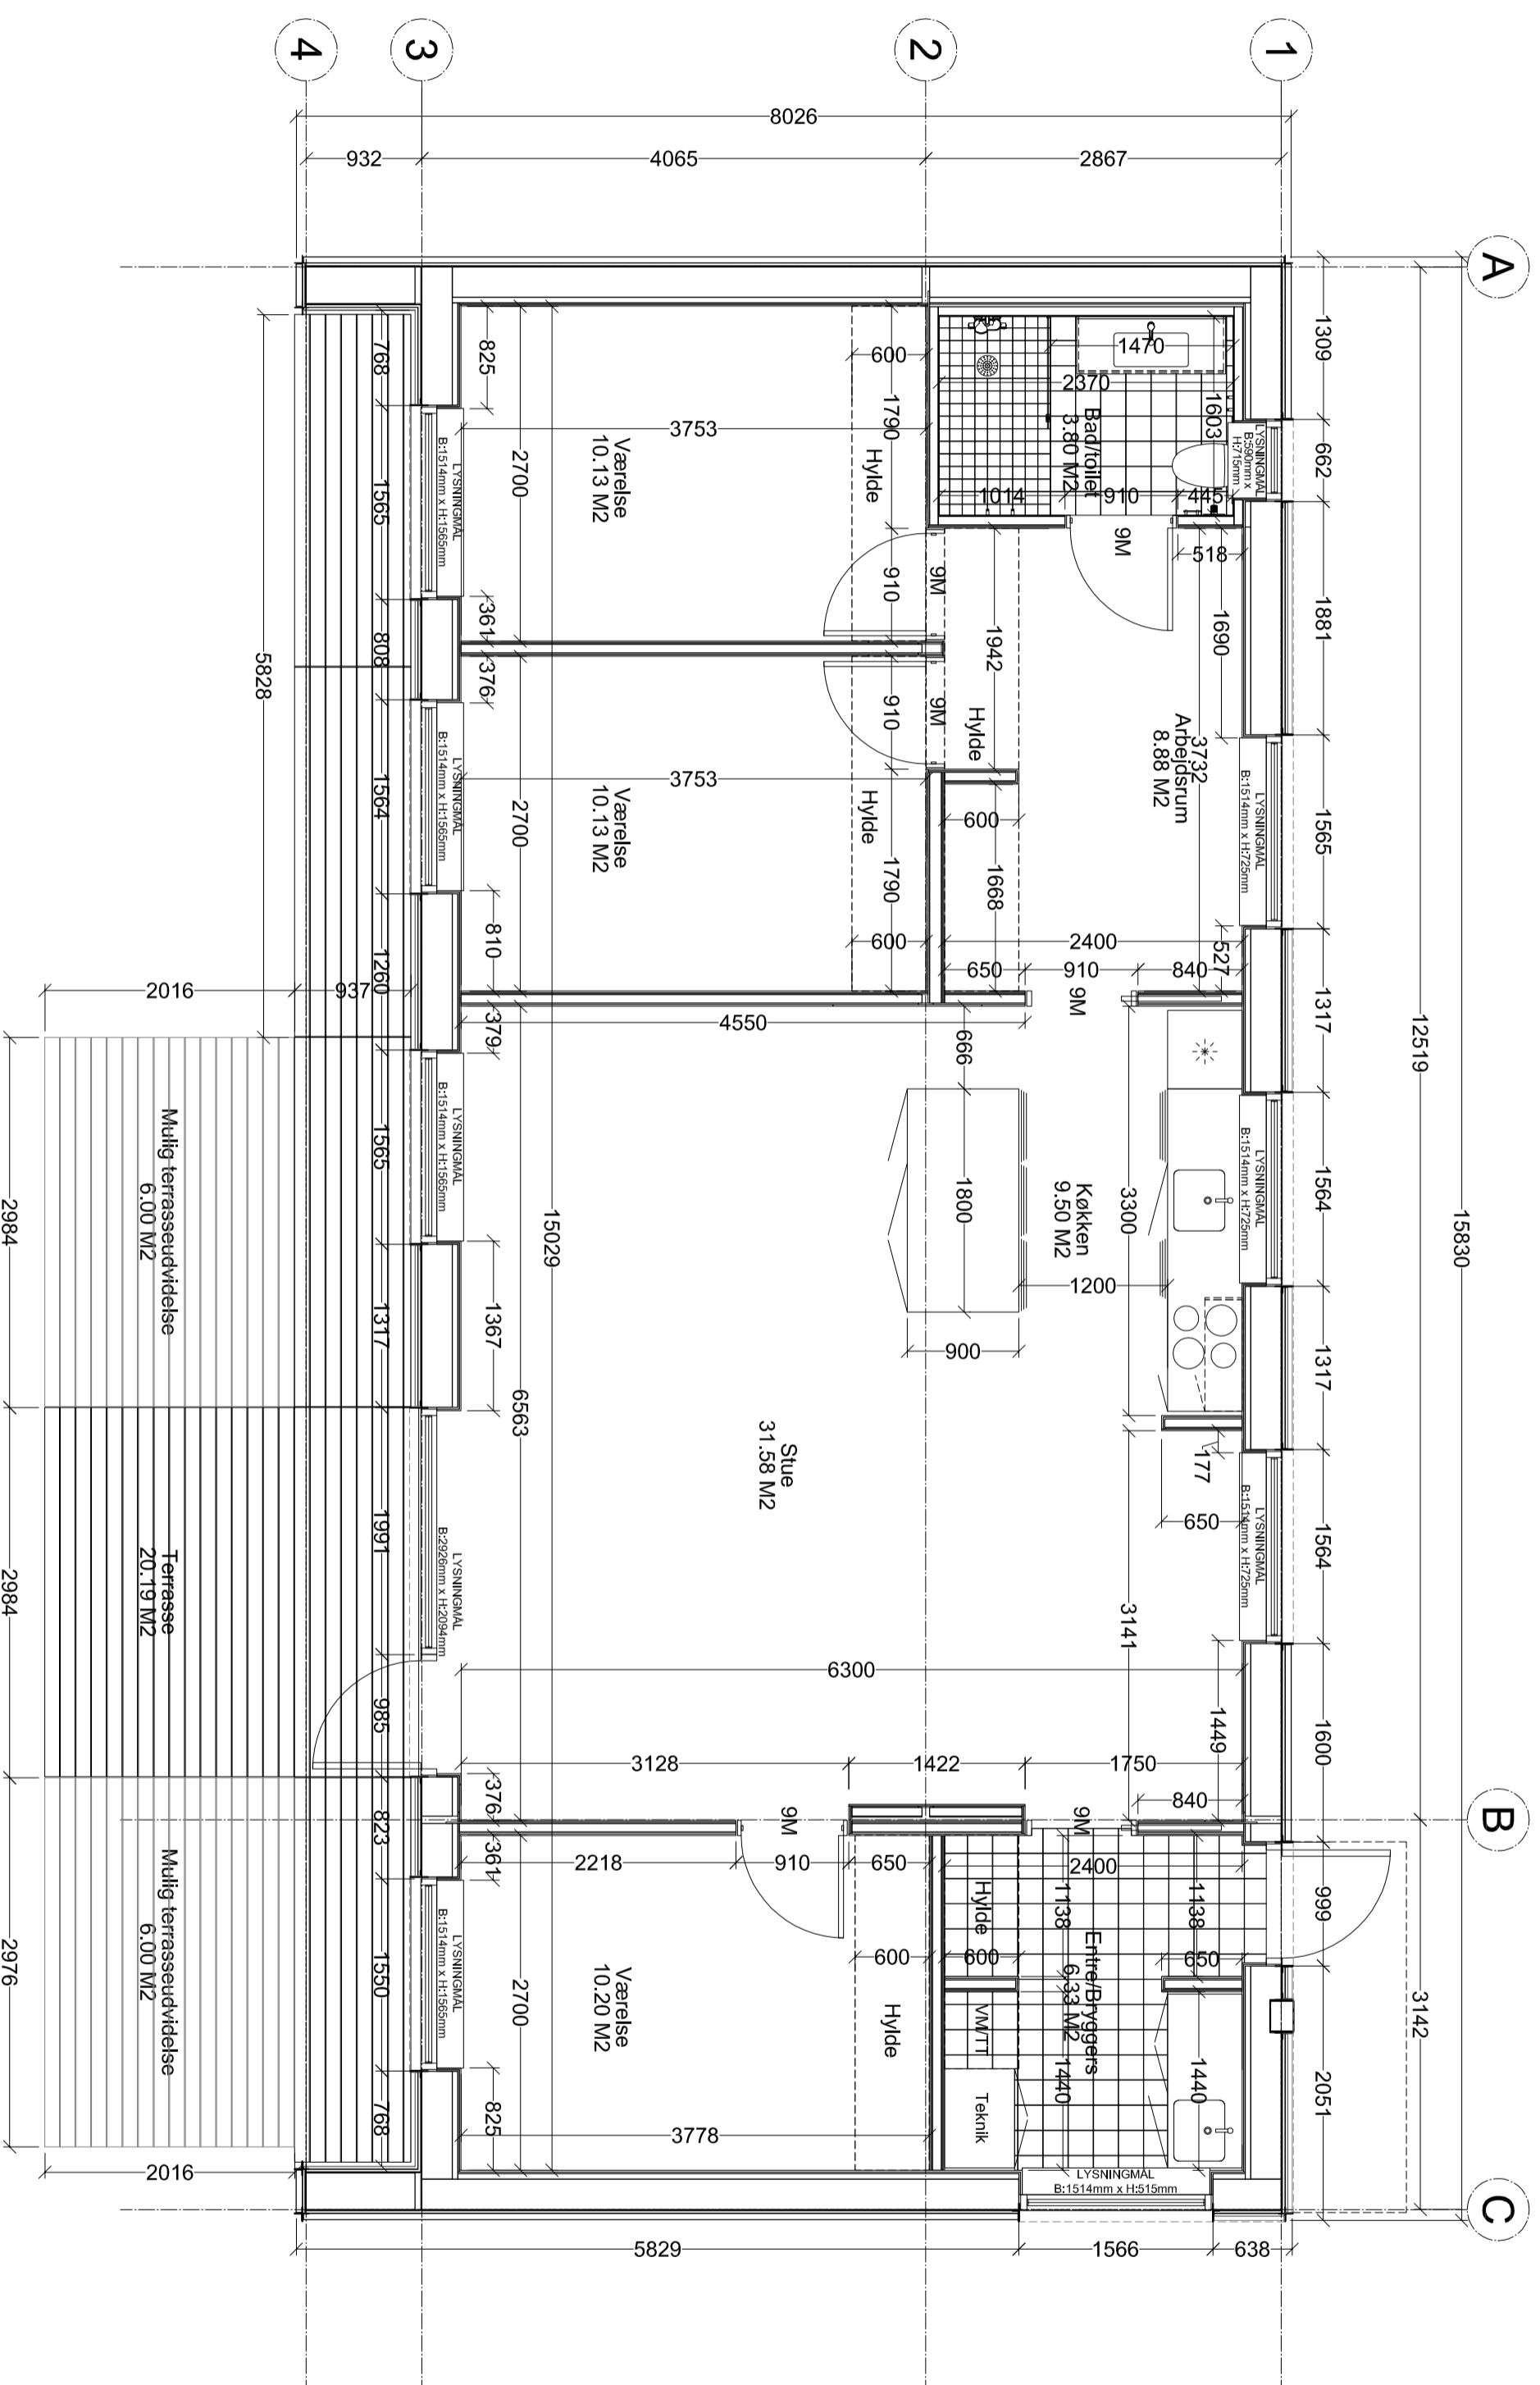 A
B
C
1
2
3
4
15830
12519
3142
1309
662
1881
1565
1317
1564
1317
1564
1600
999
2051
8026
2867
4065
932
LYSNINGMÅL
B:590mm x
H:715mm
LYSNINGMÅL
B:1514mm x H:725mm
LYSNINGMÅL
B:1514mm x H:725mm
LYSNINGMÅL
B:1514mm x H:725mm
1470
2370
1603
Bad/toilet
3.80 M2
1014
910
445
9M
518
1690
3732
Arbejdsrum
8.88 M2
527
2400
840
910
650
9M
1942
Hylde
600
1668
Køkken
9.50 M2
3300
1200
177
650
3141
1449
666
1800
900
4550
Stue
31.58 M2
6300
1750
1422
3128
840
9M
2400
1138
1138
650
Entre/Bryggers
6.33 M2
1440
1440
Hylde
600
VM/TT
Teknik
LYSNINGMÅL
B:1514mm x H:515mm
638
1566
5829
600
1790
Hylde
910
9M
9M
910
Hylde
1790
600
3753
Værelse
10.13 M2
2700
3753
Værelse
10.13 M2
2700
15029
6563
9M
2218
910
650
600
Hylde
Værelse
10.20 M2
2700
3778
825
361
376
810
379
1367
376
361
825
LYSNINGMÅL
B:1514mm x H:1565mm
LYSNINGMÅL
B:1514mm x H:1565mm
LYSNINGMÅL
B:1514mm x H:1565mm
LYSNINGMÅL
B:2926mm x H:2094mm
LYSNINGMÅL
B:1514mm x H:1565mm
768
1565
808
1564
1260
1565
1317
1991
985
823
1550
768
5828
937
2016
Mulig terrasseudvidelse
6.00 M2
Terrasse
20.19 M2
Mulig terrasseudvidelse
6.00 M2
2016
2984
2984
2976